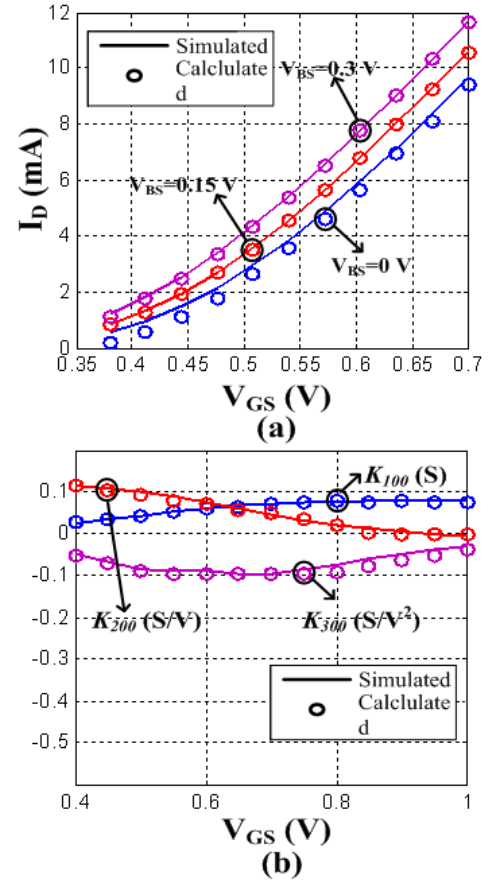 12
10
8
6
4
2
0
I_D (mA)
Simulated
Calclulate
d
V_BS=0.3 V
V_BS=0.15 V
V_BS=0 V
0.35 0.4 0.45 0.5 0.55 0.6 0.65 0.7
V_GS (V)
(a)
0.1
0
-0.1
-0.2
-0.3
-0.4
-0.5
K_100 (S)
K_200 (S/V)
K_300 (S/V²)
Simulated
Calclulate
d
0.4 0.6 0.8 1
V_GS (V)
(b)